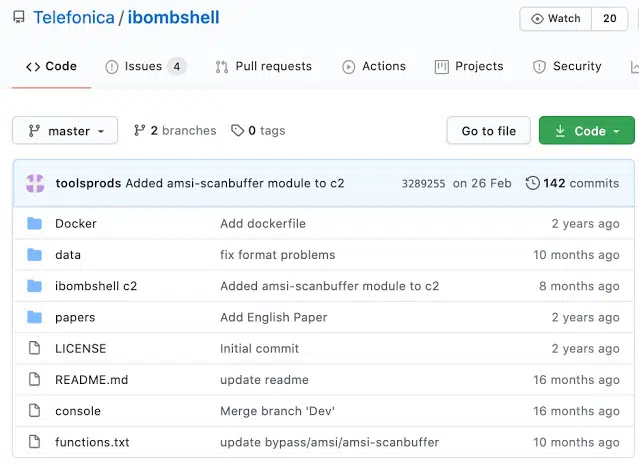 Telefonica / ibombshell Watch 20
Code Issues 4 Pull requests Actions Projects Security
master 2 branches 0 tags Go to file Code
toolsprods Added amsi-scanbuffer module to c2 3289255 on 26 Feb 142 commits
Docker Add dockerfile 2 years ago
data fix format problems 10 months ago
ibombshell c2 Added amsi-scanbuffer module to c2 8 months ago
papers Add English Paper 2 years ago
LICENSE Initial commit 2 years ago
README.md update readme 16 months ago
console Merge branch 'Dev' 16 months ago
functions.txt update bypass/amsi/amsi-scanbuffer 10 months ago